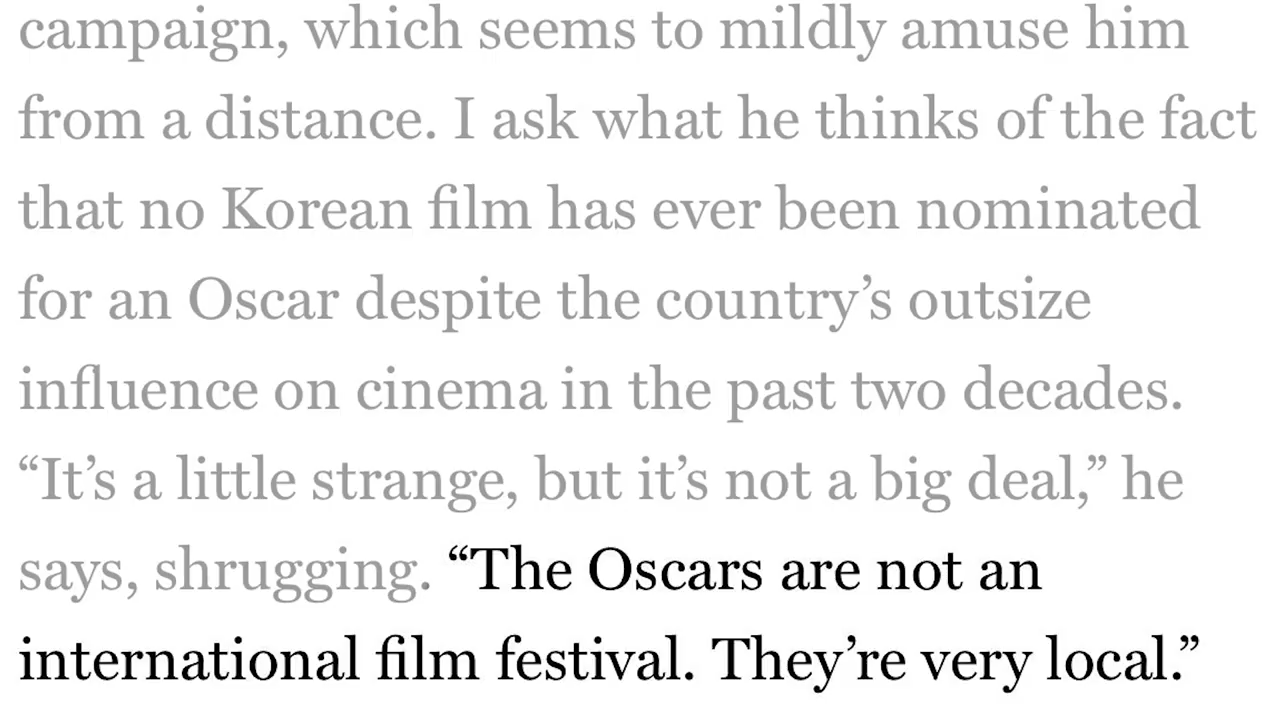 campaign, which seems to mildly amuse him
from a distance. I ask what he thinks of the fact
that no Korean film has ever been nominated
for an Oscar despite the country’s outsize
influence on cinema in the past two decades.
“It’s a little strange, but it’s not a big deal,” he
says, shrugging. “The Oscars are not an
international film festival. They’re very local.”